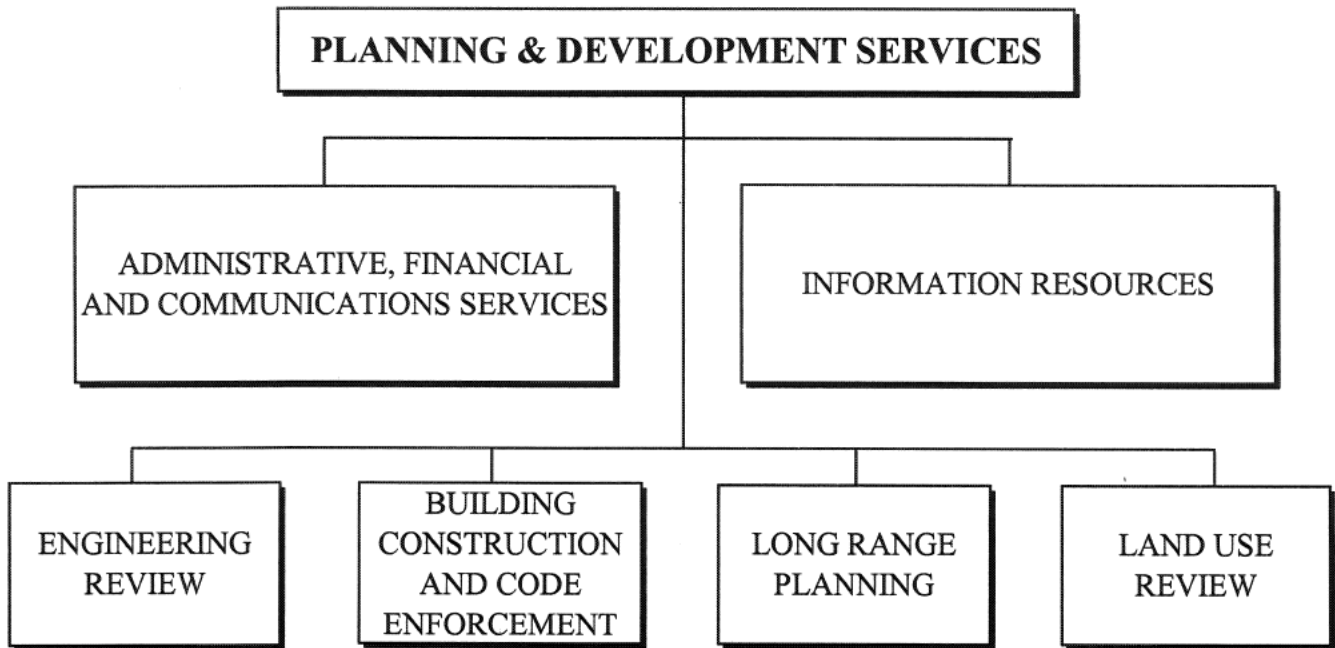 PLANNING & DEVELOPMENT SERVICES
ADMINISTRATIVE, FINANCIAL
AND COMMUNICATIONS SERVICES
INFORMATION RESOURCES
ENGINEERING
REVIEW
BUILDING
CONSTRUCTION
AND CODE
ENFORCEMENT
LONG RANGE
PLANNING
LAND USE
REVIEW